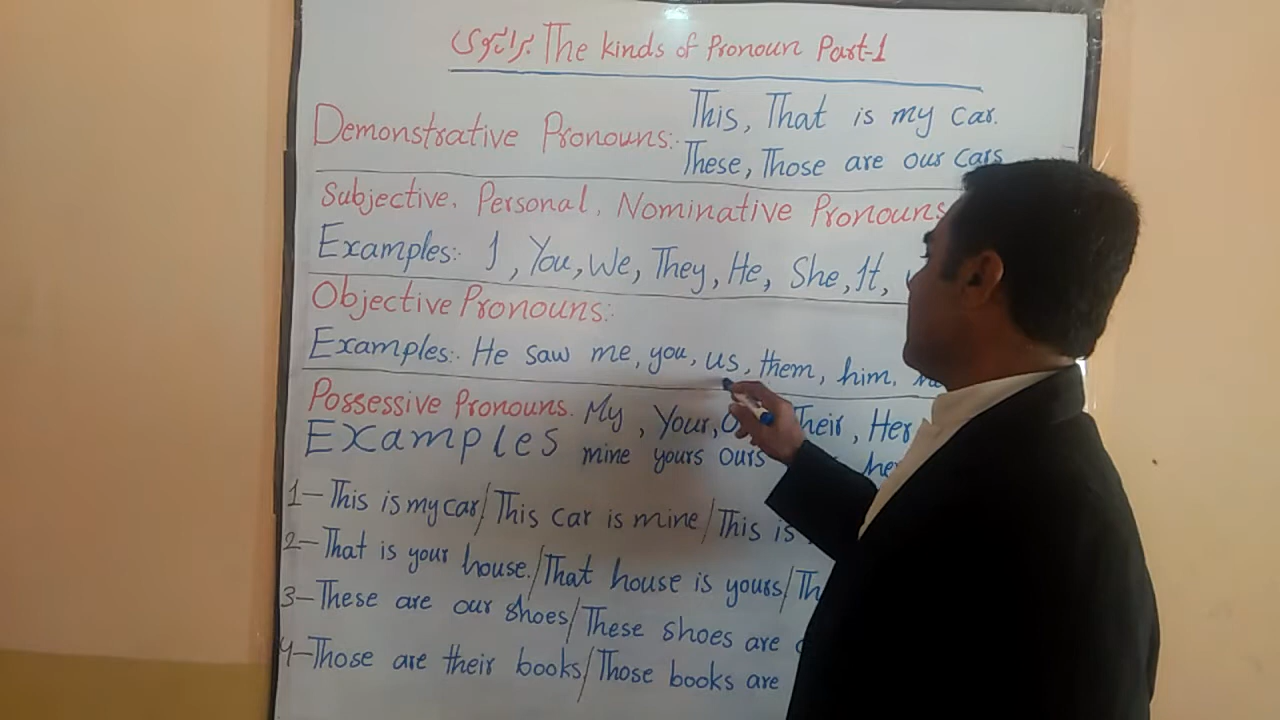 The Kinds of Pronoun Part-1
Demonstrative Pronouns:
This, That is my car.
These, Those are our cars
Subjective, Personal, Nominative Pronouns
Examples: I, You, We, They, He, She, It,
Objective Pronouns:
Examples: He saw me, you, us, them, him,
Possessive Pronouns. My, Your, Their, Her
Examples mine yours ours
1- This is my car/This car is mine/This is
2- That is your house./That house is yours/
3- These are our shoes/These shoes are
4- Those are their books/Those books are